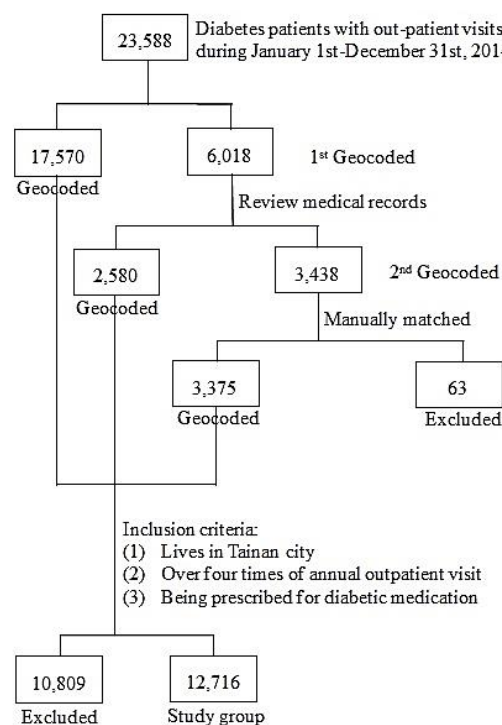 23,588
Diabetes patients with out-patient visits
during January 1st-December 31st, 201
17,570
Geocoded
6,018
1st Geocoded
Review medical records
2,580
Geocoded
3,438
2nd Geocoded
Manually matched
3,375
Geocoded
63
Excluded
Inclusion criteria:
(1) Lives in Tainan city
(2) Over four times of annual outpatient visit
(3) Being prescribed for diabetic medication
10,809
Excluded
12,716
Study group